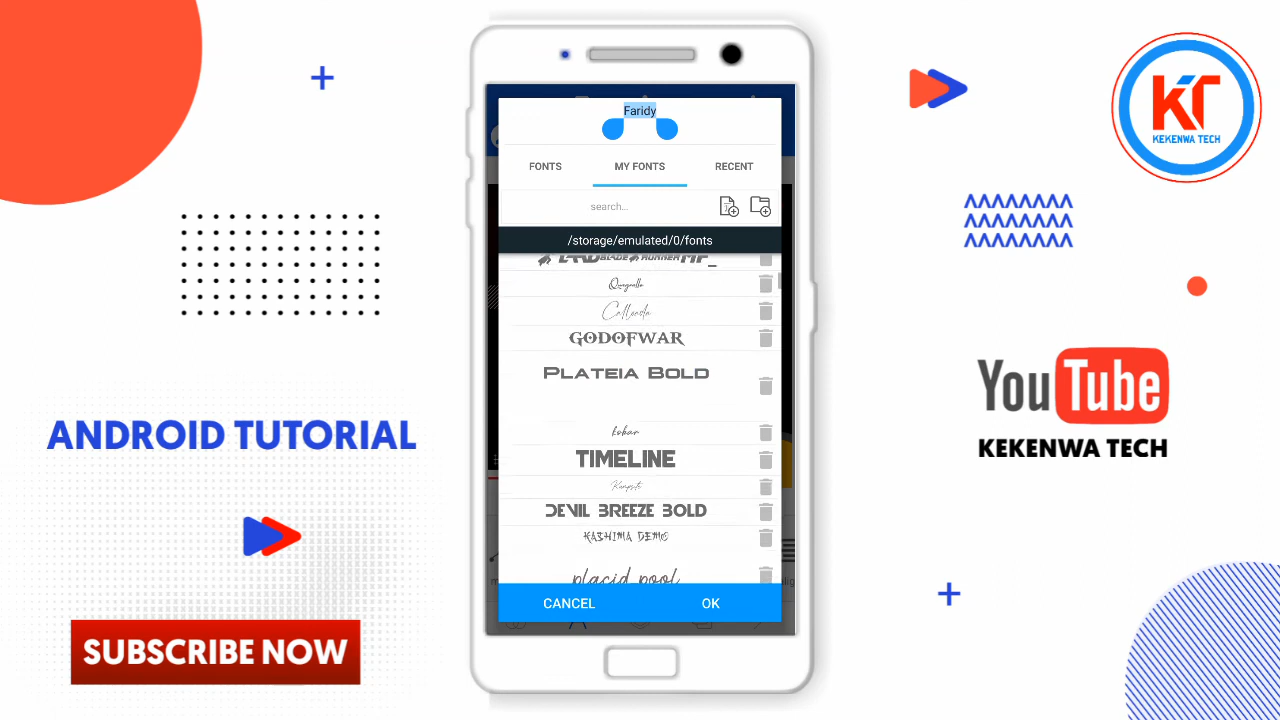 KT
KEKENWA TECH
Faridy
FONTS
MY FONTS
RECENT
search...
/storage/emulated/0/fonts
GODOFWAR
PLATEIA BOLD
kobar
TIMELINE
DEVIL BREEZE BOLD
KASHIMA DEMO
placid pool
CANCEL
OK
ANDROID TUTORIAL
SUBSCRIBE NOW
YouTube
KEKENWA TECH